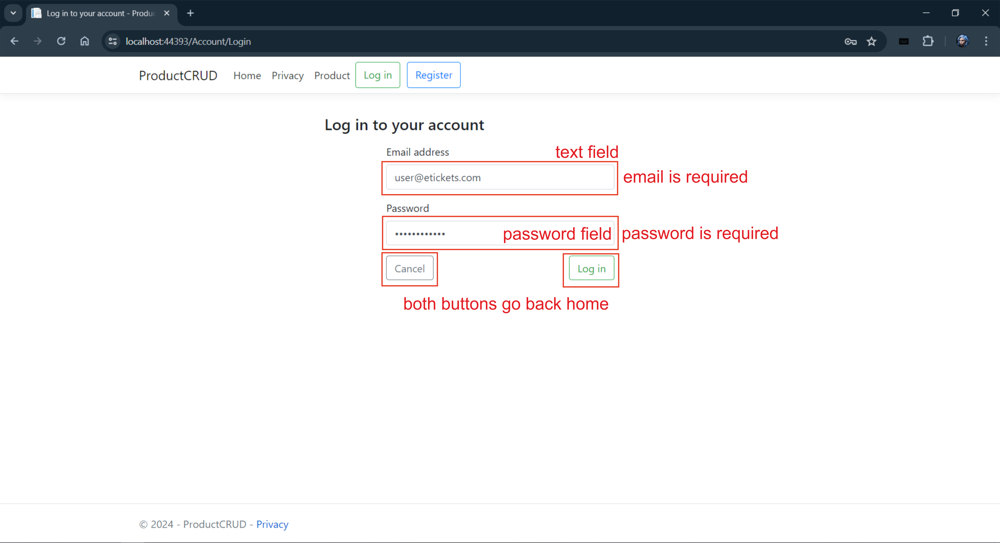 Log in to your account - Produc
localhost:44393/Account/Login
ProductCRUD Home Privacy Product Log in Register
Log in to your account
Email address text field
user@etickets.com email is required
Password
•••••••••••• password field password is required
Cancel Log in
both buttons go back home
© 2024 - ProductCRUD - Privacy